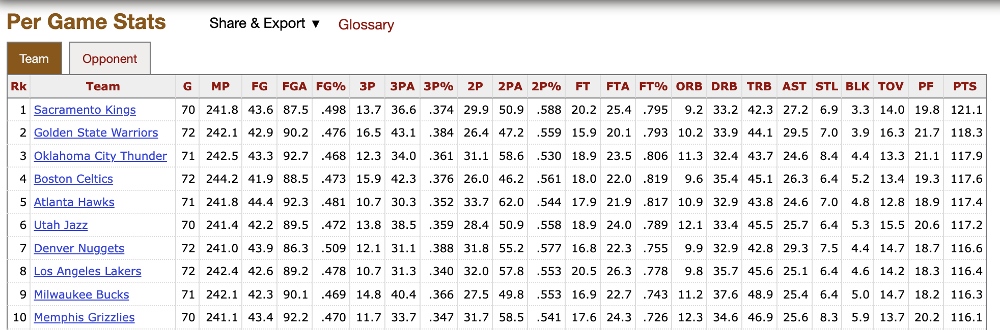 Per Game Stats Share & Export ▼ Glossary
Team Opponent
Rk Team G MP FG FGA FG% 3P 3PA 3P% 2P 2PA 2P% FT FTA FT% ORB DRB TRB AST STL BLK TOV PF PTS
1 Sacramento Kings 70 241.8 43.6 87.5 .498 13.7 36.6 .374 29.9 50.9 .588 20.2 25.4 .795 9.2 33.2 42.3 27.2 6.9 3.3 14.0 19.8 121.1
2 Golden State Warriors 72 242.1 42.9 90.2 .476 16.5 43.1 .384 26.4 47.2 .559 15.9 20.1 .793 10.2 33.9 44.1 29.5 7.0 3.9 16.3 21.7 118.3
3 Oklahoma City Thunder 71 242.5 43.3 92.7 .468 12.3 34.0 .361 31.1 58.6 .530 18.9 23.5 .806 11.3 32.4 43.7 24.6 8.4 4.4 13.3 21.1 117.9
4 Boston Celtics 72 244.2 41.9 88.5 .473 15.9 42.3 .376 26.0 46.2 .561 18.0 22.0 .819 9.6 35.4 45.1 26.3 6.4 5.2 13.4 19.3 117.6
5 Atlanta Hawks 71 241.8 44.4 92.3 .481 10.7 30.3 .352 33.7 62.0 .544 17.9 21.9 .817 10.9 32.9 43.8 24.6 7.0 4.8 12.8 18.9 117.4
6 Utah Jazz 70 241.4 42.2 89.5 .472 13.8 38.5 .359 28.4 50.9 .558 18.9 24.0 .789 12.1 33.4 45.5 25.7 6.4 5.3 15.5 20.6 117.2
7 Denver Nuggets 72 241.0 43.9 86.3 .509 12.1 31.1 .388 31.8 55.2 .577 16.8 22.3 .755 9.9 32.9 42.8 29.3 7.5 4.4 14.7 18.7 116.6
8 Los Angeles Lakers 72 242.4 42.6 89.2 .478 10.7 31.3 .340 32.0 57.8 .553 20.5 26.3 .778 9.8 35.7 45.6 25.1 6.4 4.6 14.2 18.3 116.4
9 Milwaukee Bucks 71 242.1 42.3 90.1 .469 14.8 40.4 .366 27.5 49.8 .553 16.9 22.7 .743 11.2 37.6 48.9 25.4 6.4 5.0 14.7 18.2 116.3
10 Memphis Grizzlies 70 241.1 43.4 92.2 .470 11.7 33.7 .347 31.7 58.5 .541 17.6 24.3 .726 12.3 34.6 46.9 25.6 8.3 5.9 13.7 20.2 116.1